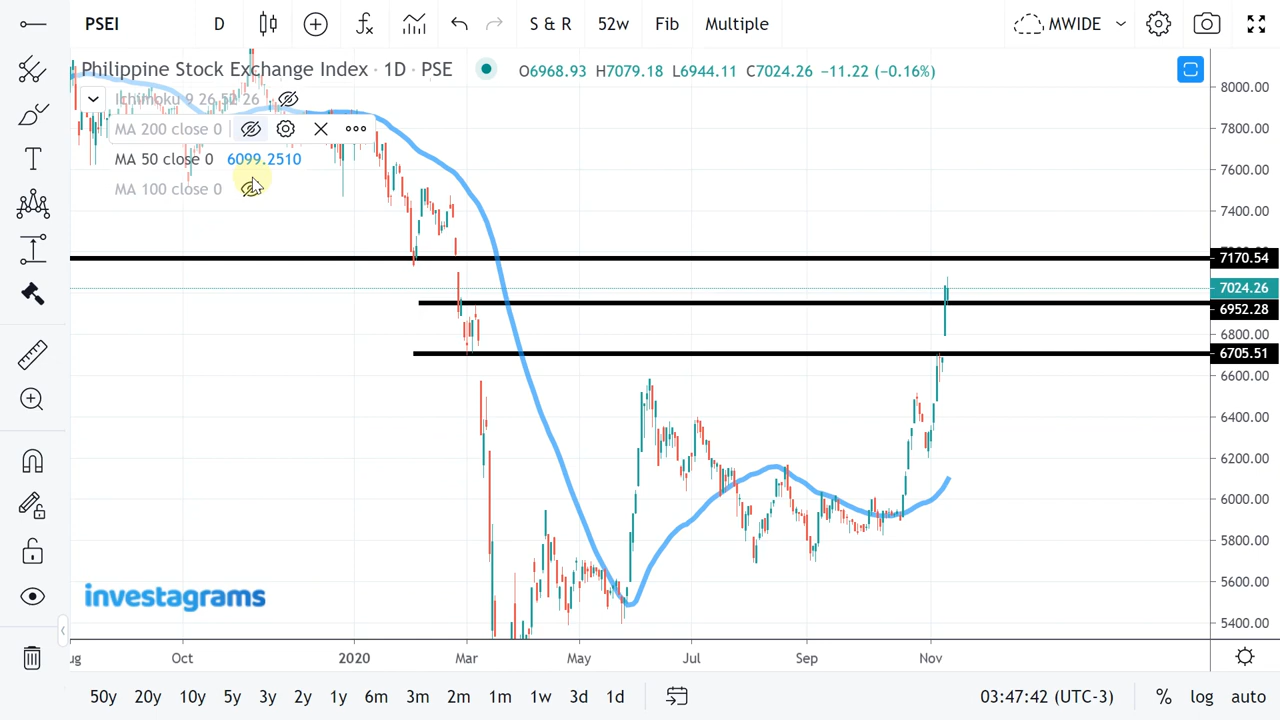 PSEI D S & R 52w Fib Multiple MWIDE
Philippine Stock Exchange Index · 1D · PSE O6968.93 H7079.18 L6944.11 C7024.26 −11.22 (−0.16%)
Ichimoku 9 26 52 26
MA 200 close 0
MA 50 close 0 6099.2510
MA 100 close 0
8000.00
7800.00
7600.00
7400.00
7170.54
7024.26
6952.28
6800.00
6705.51
6600.00
6400.00
6200.00
6000.00
5800.00
5600.00
5400.00
investagrams
ug Oct 2020 Mar May Jul Sep Nov
50y 20y 10y 5y 3y 2y 1y 6m 3m 2m 1m 1w 3d 1d 03:47:42 (UTC-3) % log auto